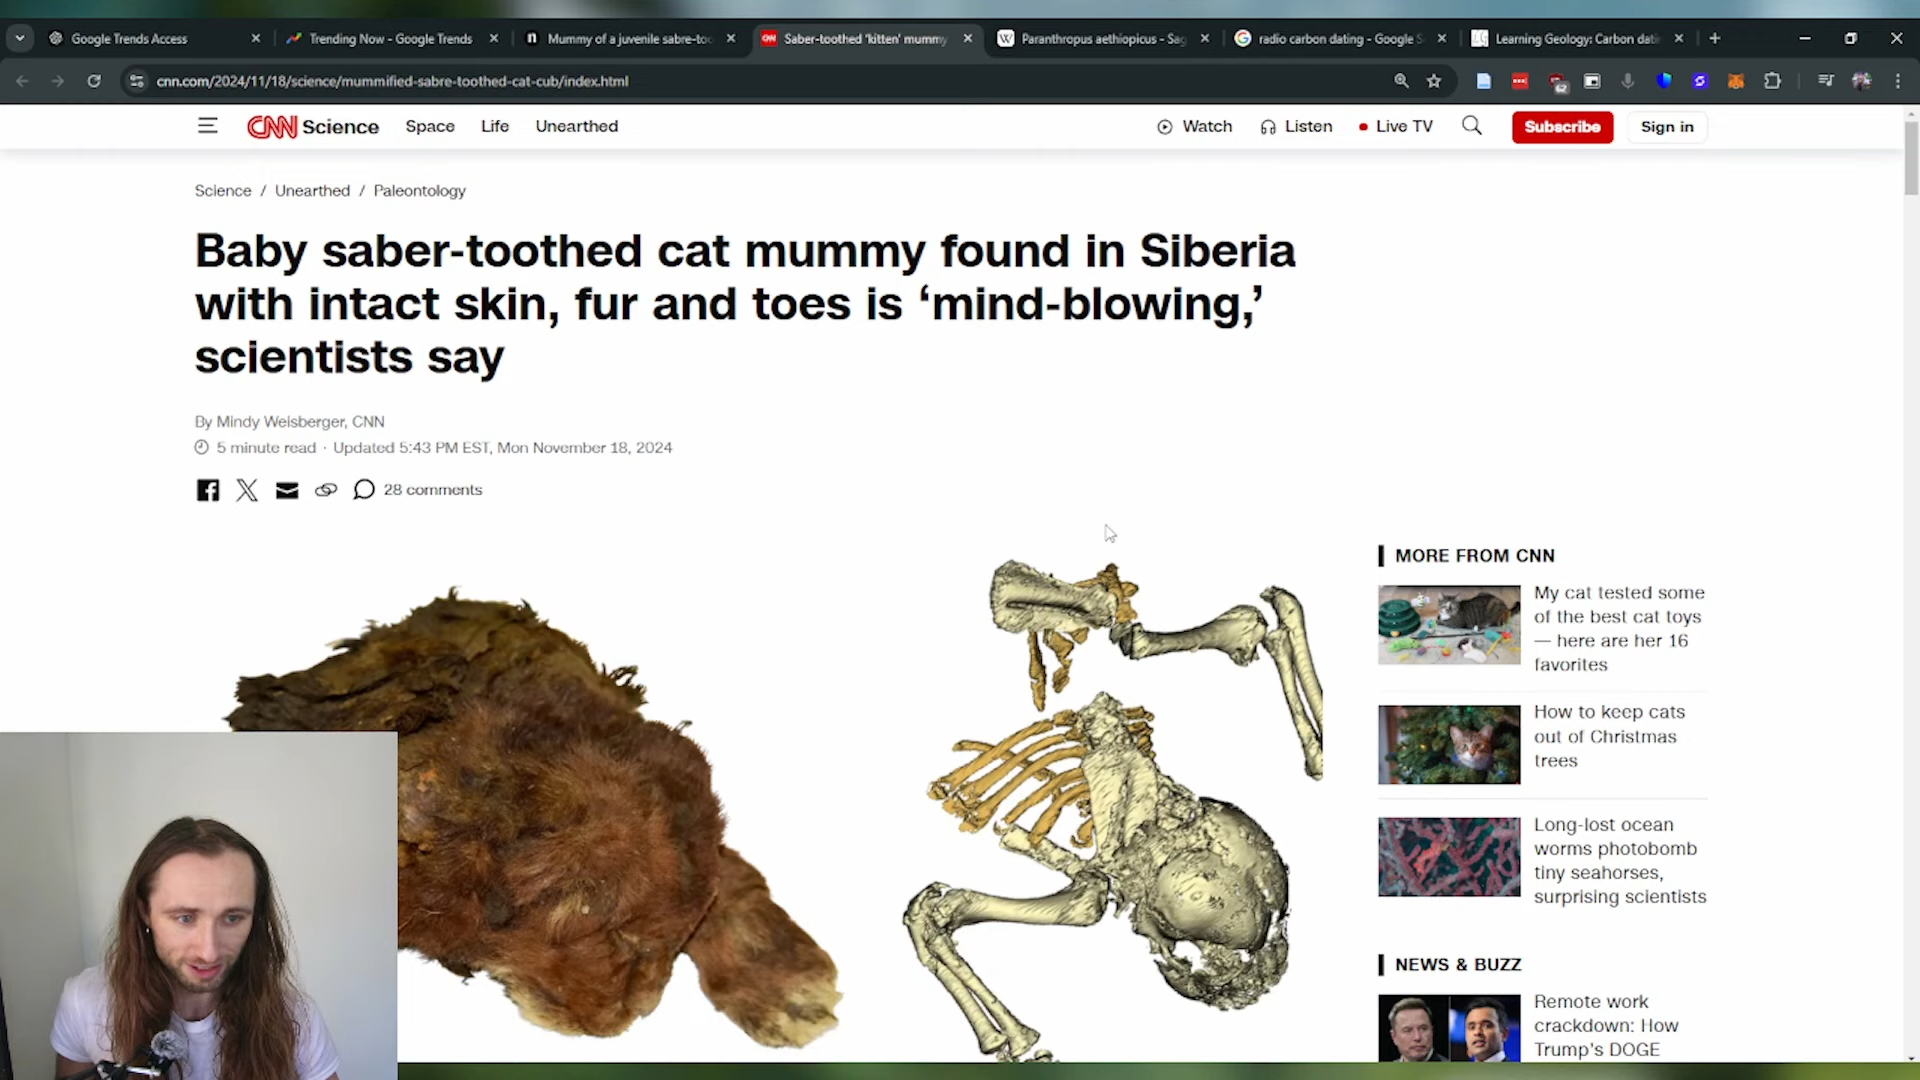 Google Trends Access
Trending Now - Google Trends
Mummy of a juvenile sabre-too
Saber-toothed 'kitten' mummy
Paranthropus aethiopicus - Sag
radio carbon dating - Google S
Learning Geology: Carbon dati
cnn.com/2024/11/18/science/mummified-sabre-toothed-cat-cub/index.html
CNN Science
Space
Life
Unearthed
Watch
Listen
Live TV
Subscribe
Sign in
Science / Unearthed / Paleontology
Baby saber-toothed cat mummy found in Siberia
with intact skin, fur and toes is ‘mind-blowing,’
scientists say
By Mindy Weisberger, CNN
5 minute read · Updated 5:43 PM EST, Mon November 18, 2024
28 comments
MORE FROM CNN
My cat tested some
of the best cat toys
— here are her 16
favorites
How to keep cats
out of Christmas
trees
Long-lost ocean
worms photobomb
tiny seahorses,
surprising scientists
NEWS & BUZZ
Remote work
crackdown: How
Trump's DOGE